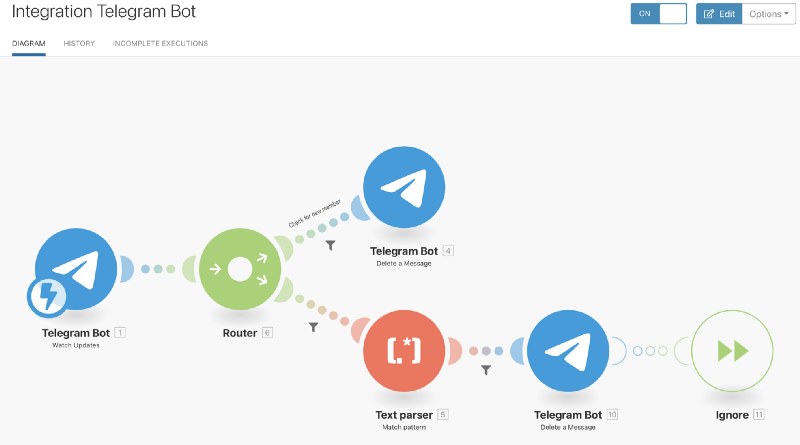 Integration Telegram Bot
ON
Edit
Options
DIAGRAM
HISTORY
INCOMPLETE EXECUTIONS
Check for new member
Telegram Bot 4
Delete a Message
Telegram Bot 1
Watch Updates
Router 6
[.*]
Text parser 5
Match pattern
Telegram Bot 10
Delete a Message
Ignore 11